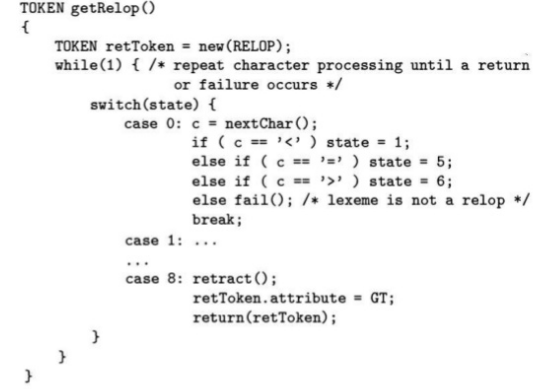 TOKEN getRelop()
{
    TOKEN retToken = new(RELOP);
    while(1) { /* repeat character processing until a return
                  or failure occurs */
        switch(state) {
            case 0: c = nextChar();
                    if ( c == '<' ) state = 1;
                    else if ( c == '=' ) state = 5;
                    else if ( c == '>' ) state = 6;
                    else fail(); /* lexeme is not a relop */
                    break;
            case 1: ...
            ...
            case 8: retract();
                    retToken.attribute = GT;
                    return(retToken);
        }
    }
}